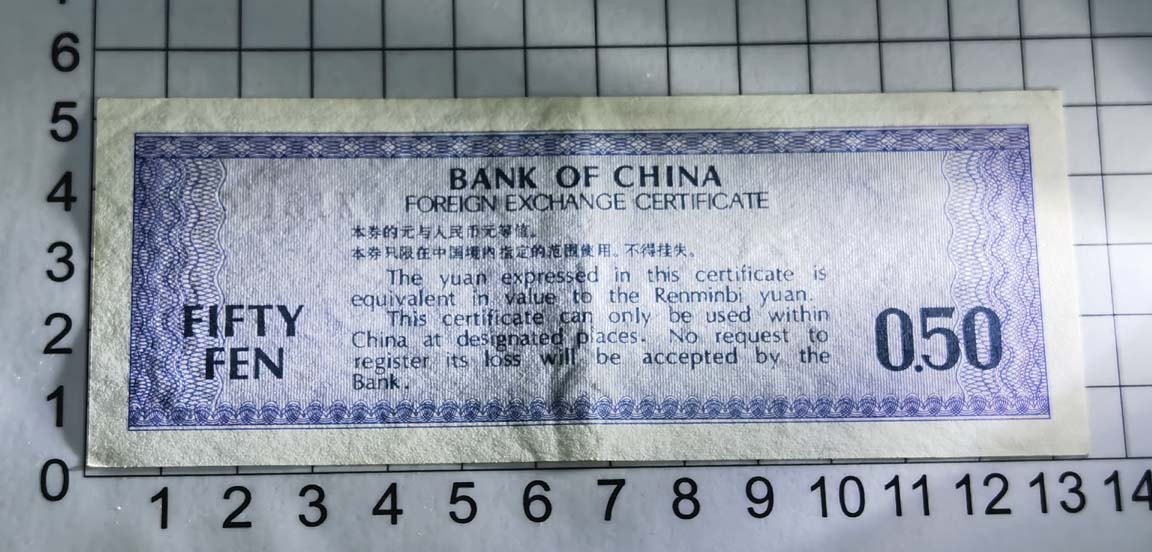 BANK OF CHINA
FOREIGN EXCHANGE CERTIFICATE
本券的元与人民币元等值。
本券只限在中国境内指定的范围使用。不得挂失。
The yuan expressed in this certificate is
equivalent in value to the Renminbi yuan.
This certificate can only be used within
China at designated places. No request to
register its loss will be accepted by the
Bank.
FIFTY
FEN
0.50
6
5
4
3
2
1
0
1 2 3 4 5 6 7 8 9 10 11 12 13 14